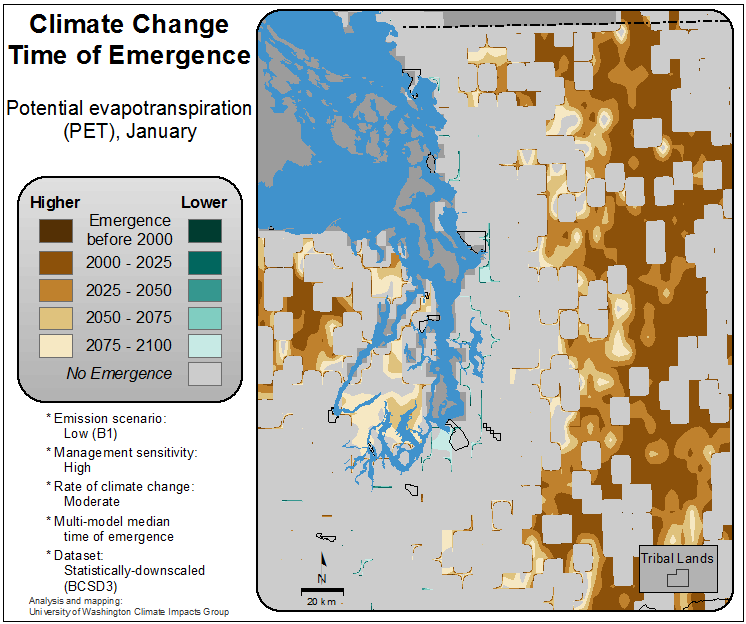 Climate Change
Time of Emergence
Potential evapotranspiration
(PET), January
Higher
Lower
Emergence
before 2000
2000 - 2025
2025 - 2050
2050 - 2075
2075 - 2100
No Emergence
* Emission scenario:
Low (B1)
* Management sensitivity:
High
* Rate of climate change:
Moderate
* Multi-model median
time of emergence
* Dataset:
Statistically-downscaled
(BCSD3)
Analysis and mapping:
University of Washington Climate Impacts Group
N
20 km
Tribal Lands